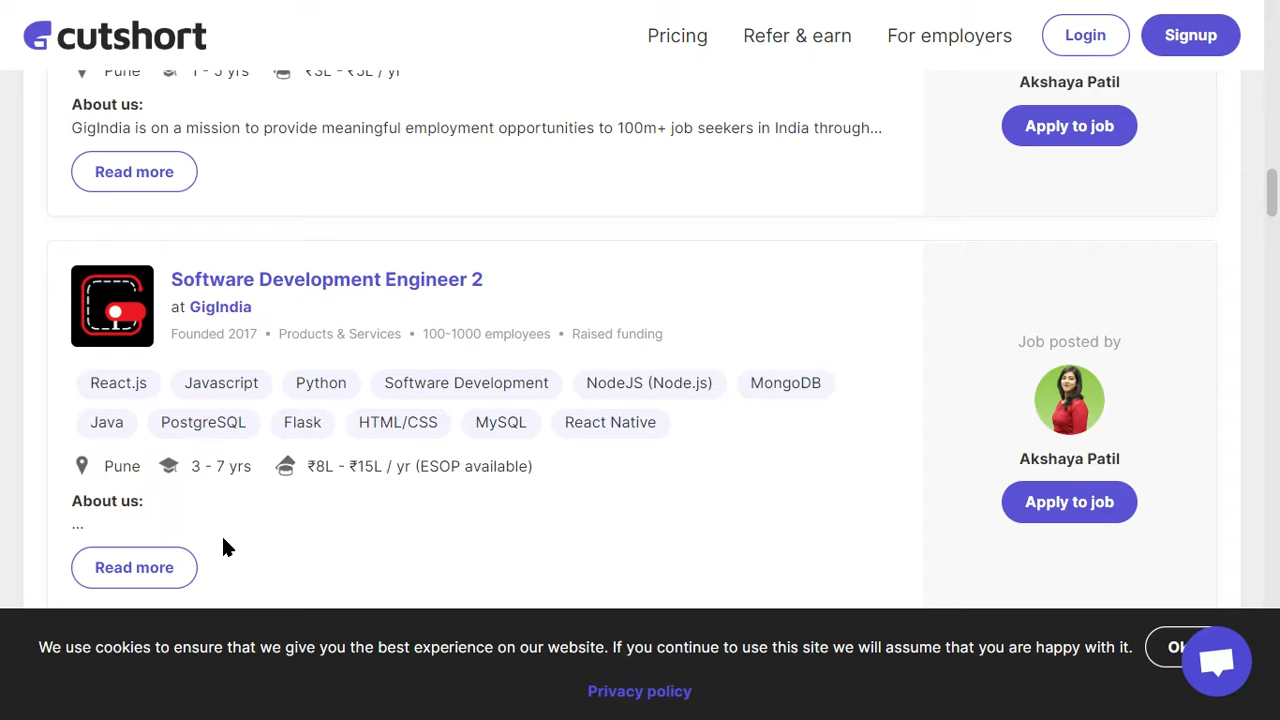 cutshort
Pricing
Refer & earn
For employers
Login
Signup
Pune 1 - 3 yrs ₹3L - ₹5L / yr
About us:
GigIndia is on a mission to provide meaningful employment opportunities to 100m+ job seekers in India through...
Read more
Akshaya Patil
Apply to job
Software Development Engineer 2
at GigIndia
Founded 2017 • Products & Services • 100-1000 employees • Raised funding
React.js Javascript Python Software Development NodeJS (Node.js) MongoDB
Java PostgreSQL Flask HTML/CSS MySQL React Native
Pune 3 - 7 yrs ₹8L - ₹15L / yr (ESOP available)
About us:
...
Read more
Job posted by
Akshaya Patil
Apply to job
We use cookies to ensure that we give you the best experience on our website. If you continue to use this site we will assume that you are happy with it.
Privacy policy